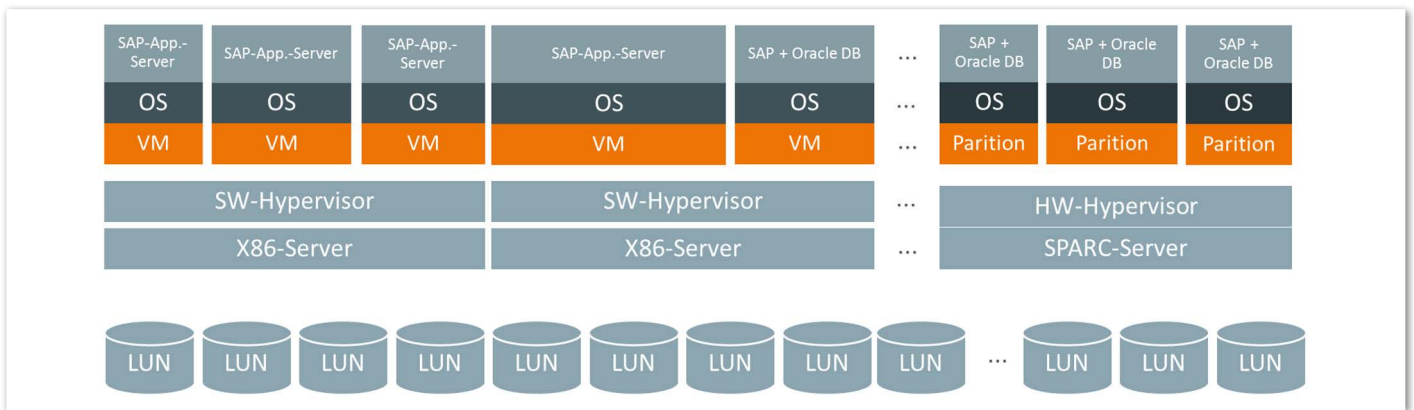 SAP-App.-
Server
SAP-App.-Server
SAP-App.-
Server
SAP-App.-Server
SAP + Oracle DB
...
SAP +
Oracle DB
SAP + Oracle
DB
SAP +
Oracle DB
OS OS OS OS OS ... OS OS OS
VM VM VM VM VM ... Parition Parition Parition
SW-Hypervisor SW-Hypervisor ... HW-Hypervisor
X86-Server X86-Server ... SPARC-Server
LUN LUN LUN LUN LUN LUN LUN LUN LUN ... LUN LUN LUN